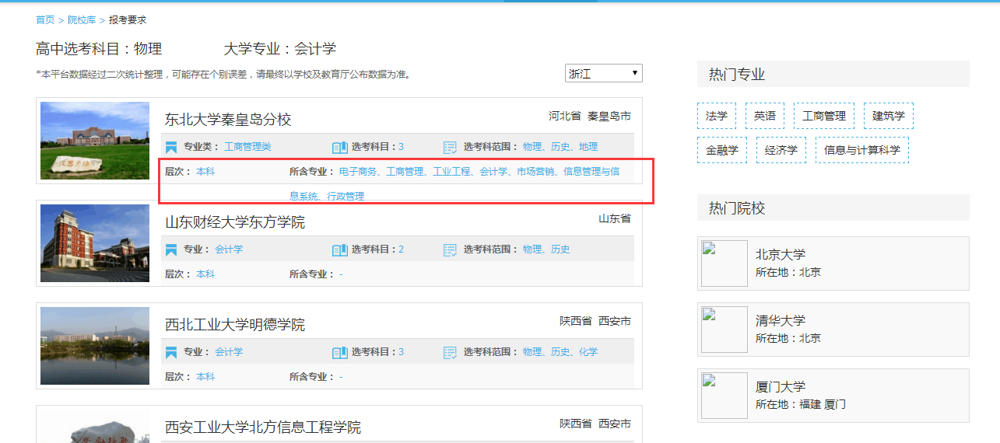 首页 > 院校库 > 报考要求
高中选考科目：物理 大学专业：会计学
*本平台数据经过二次统计整理，可能存在个别误差，请最终以学校及教育厅公布数据为准。
浙江
东北大学秦皇岛分校 河北省 秦皇岛市
专业类： 工商管理类 选考科目：3 选考科范围： 物理、历史、地理
层次： 本科 所含专业： 电子商务、工商管理、工业工程、会计学、市场营销、信息管理与信
息系统、行政管理
山东财经大学东方学院 山东省
专业： 会计学 选考科目：2 选考科范围： 物理、历史
层次： 本科 所含专业： -
西北工业大学明德学院 陕西省 西安市
专业： 会计学 选考科目：3 选考科范围： 物理、历史、化学
层次： 本科 所含专业： -
西安工业大学北方信息工程学院 陕西省 西安市
热门专业
法学 英语 工商管理 建筑学
金融学 经济学 信息与计算科学
热门院校
北京大学
所在地：北京
清华大学
所在地：北京
厦门大学
所在地：福建 厦门